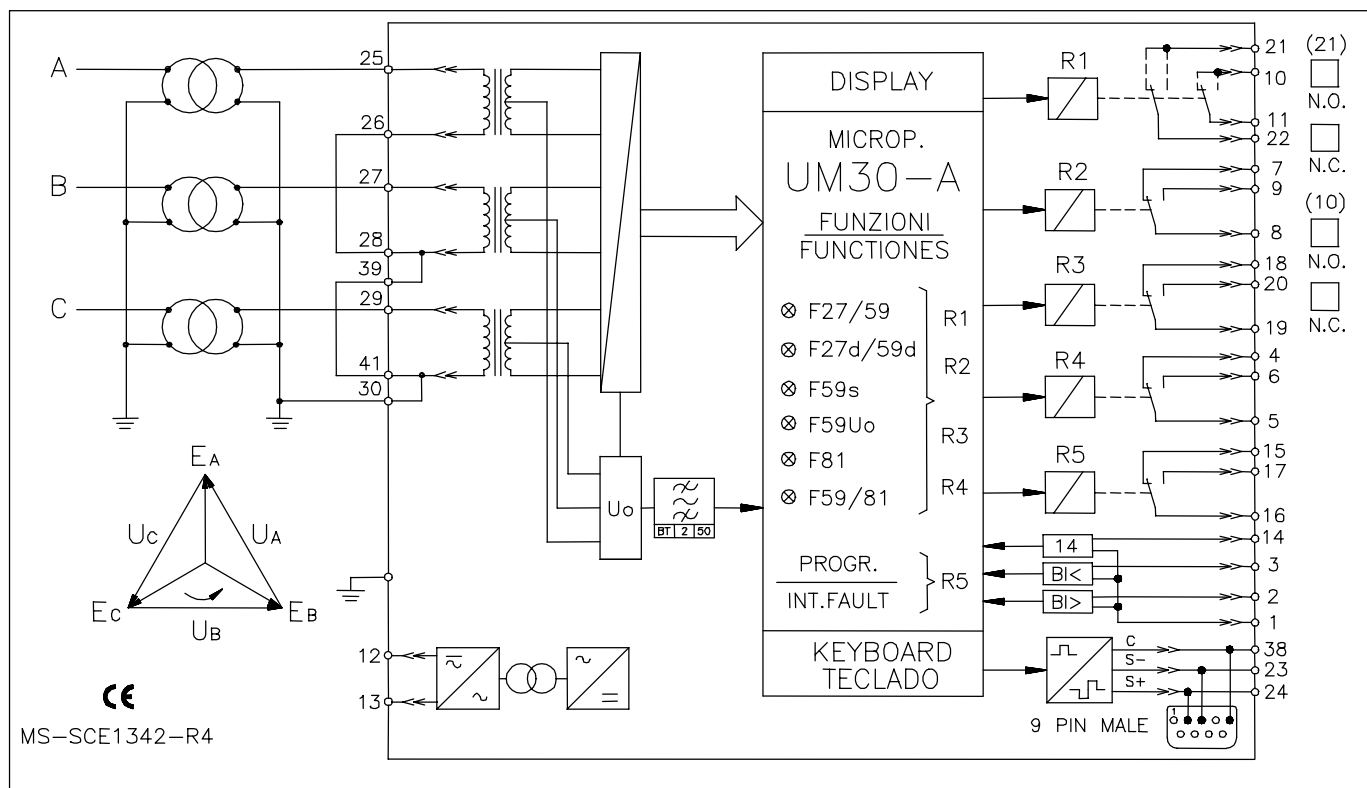 A
B
C
25
26
27
28
39
29
41
30
12
13
EA
UC
UA
EC
UB
EB
CE
MS-SCE1342-R4
Uo
BT 2 50
DISPLAY
MICROP.
UM30-A
FUNZIONI
FUNCTIONES
F27/59
F27d/59d
F59s
F59Uo
F81
F59/81
R1
R2
R3
R4
PROGR.
INT.FAULT
R5
KEYBOARD
TECLADO
R1
R2
R3
R4
R5
14
BI<
BI>
C
S-
S+
1
9 PIN MALE
21
10
11
22
7
9
8
18
20
19
4
6
5
15
17
16
14
3
2
1
38
23
24
(21)
N.O.
N.C.
(10)
N.O.
N.C.